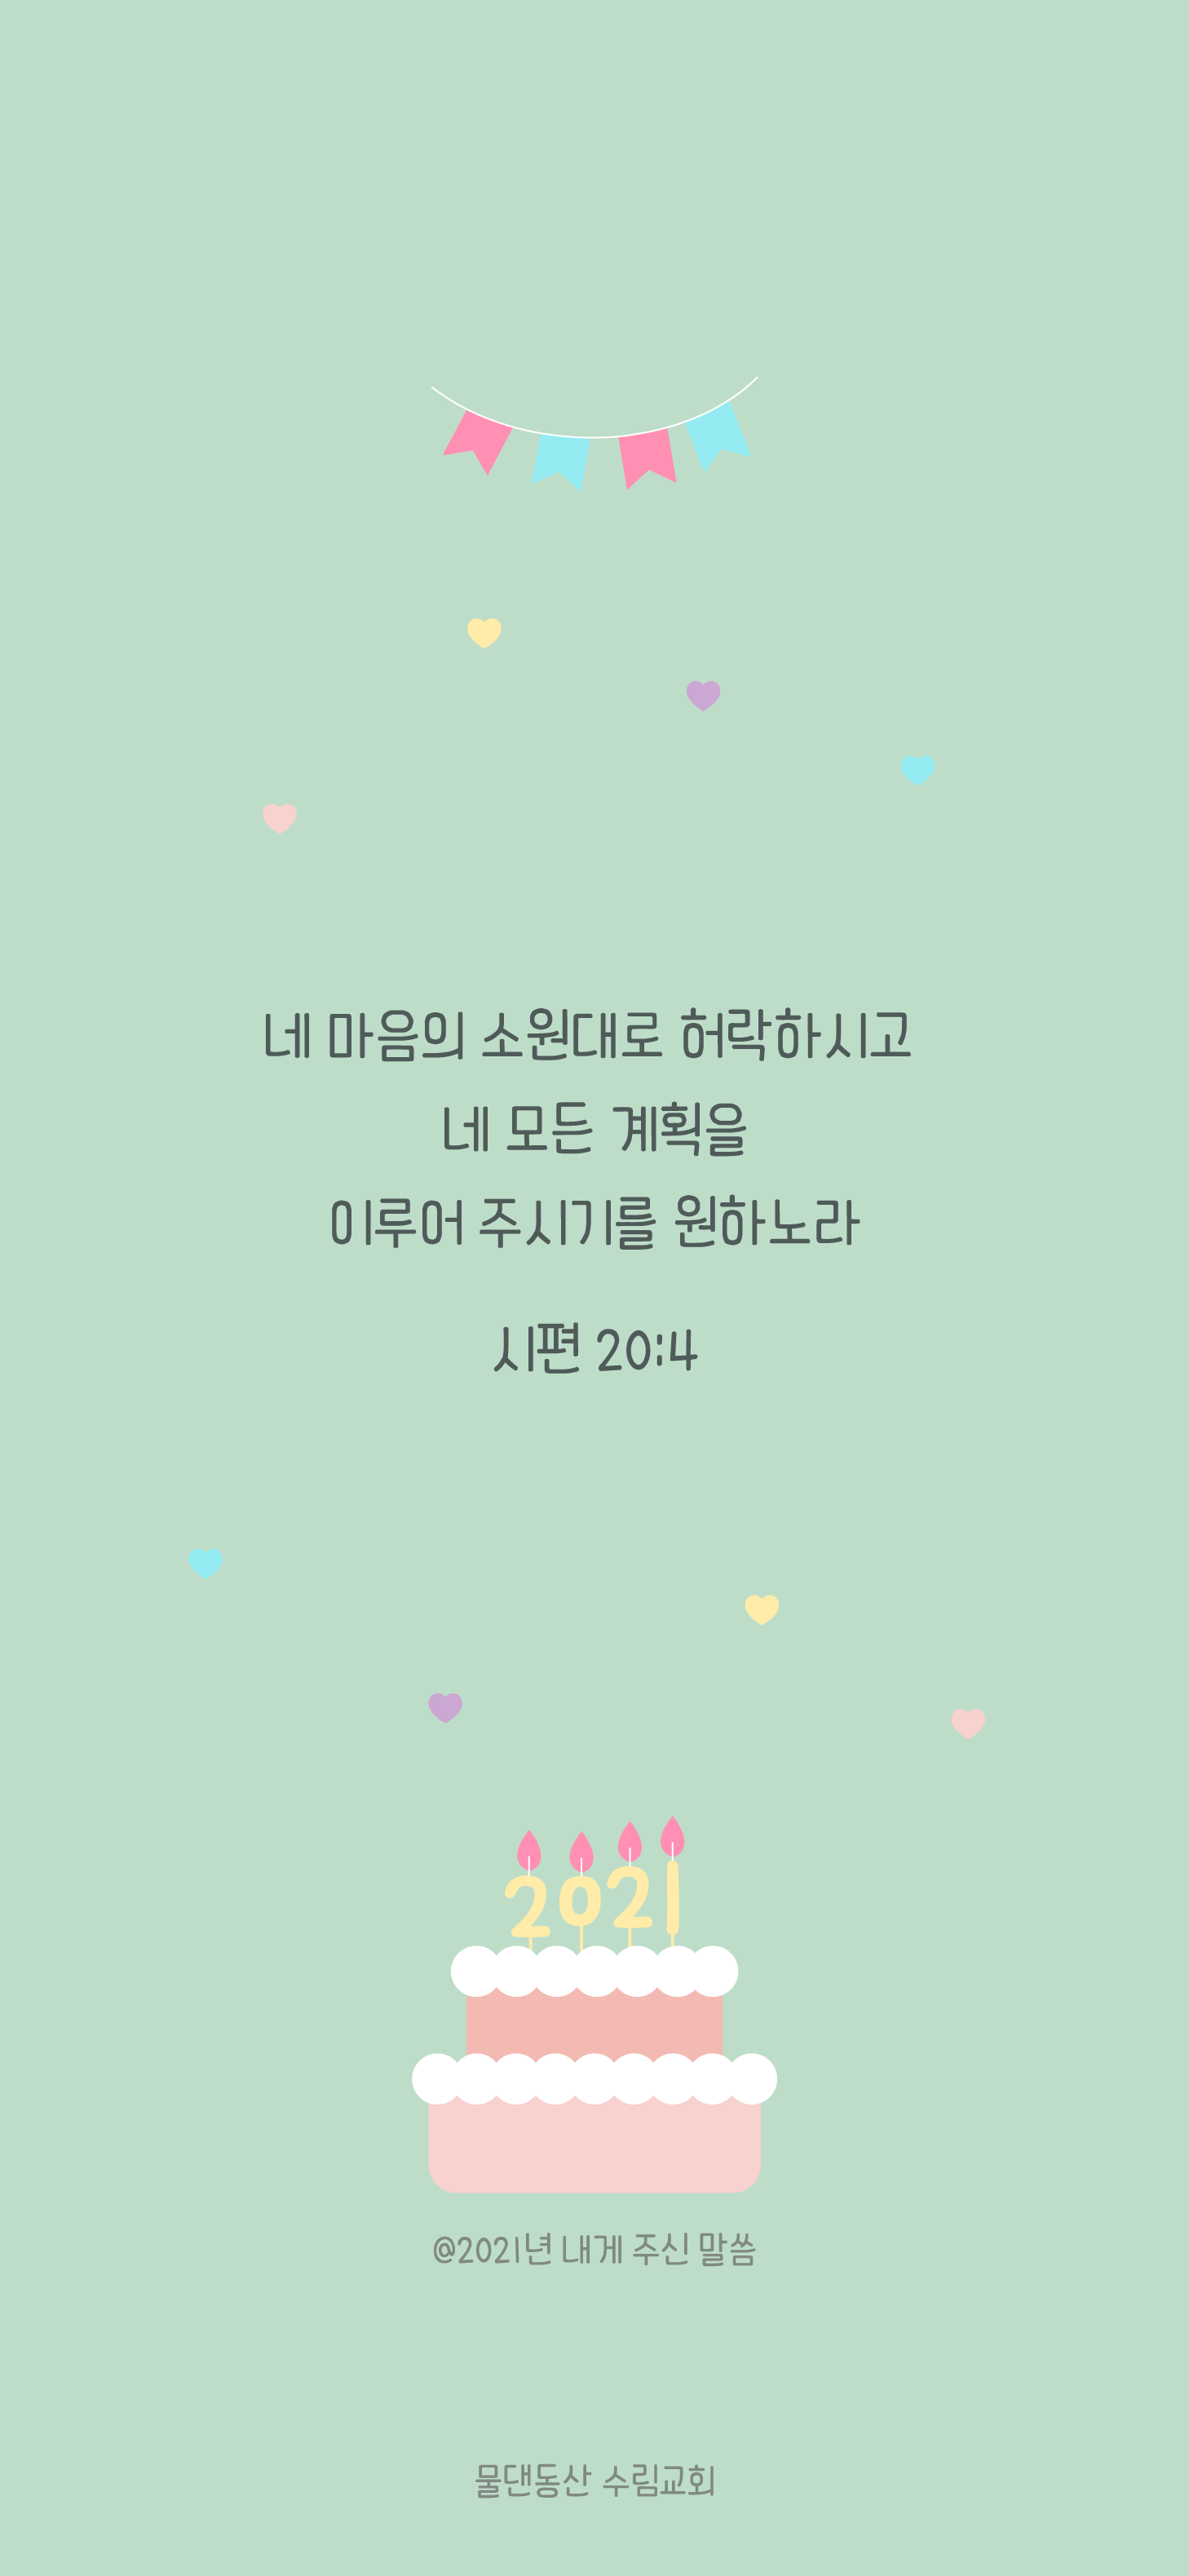 네 마음의 소원대로 허락하시고
네 모든 계획을
이루어 주시기를 원하노라
시편 20:4
2021
@2021년 내게 주신 말씀
물댄동산 수림교회